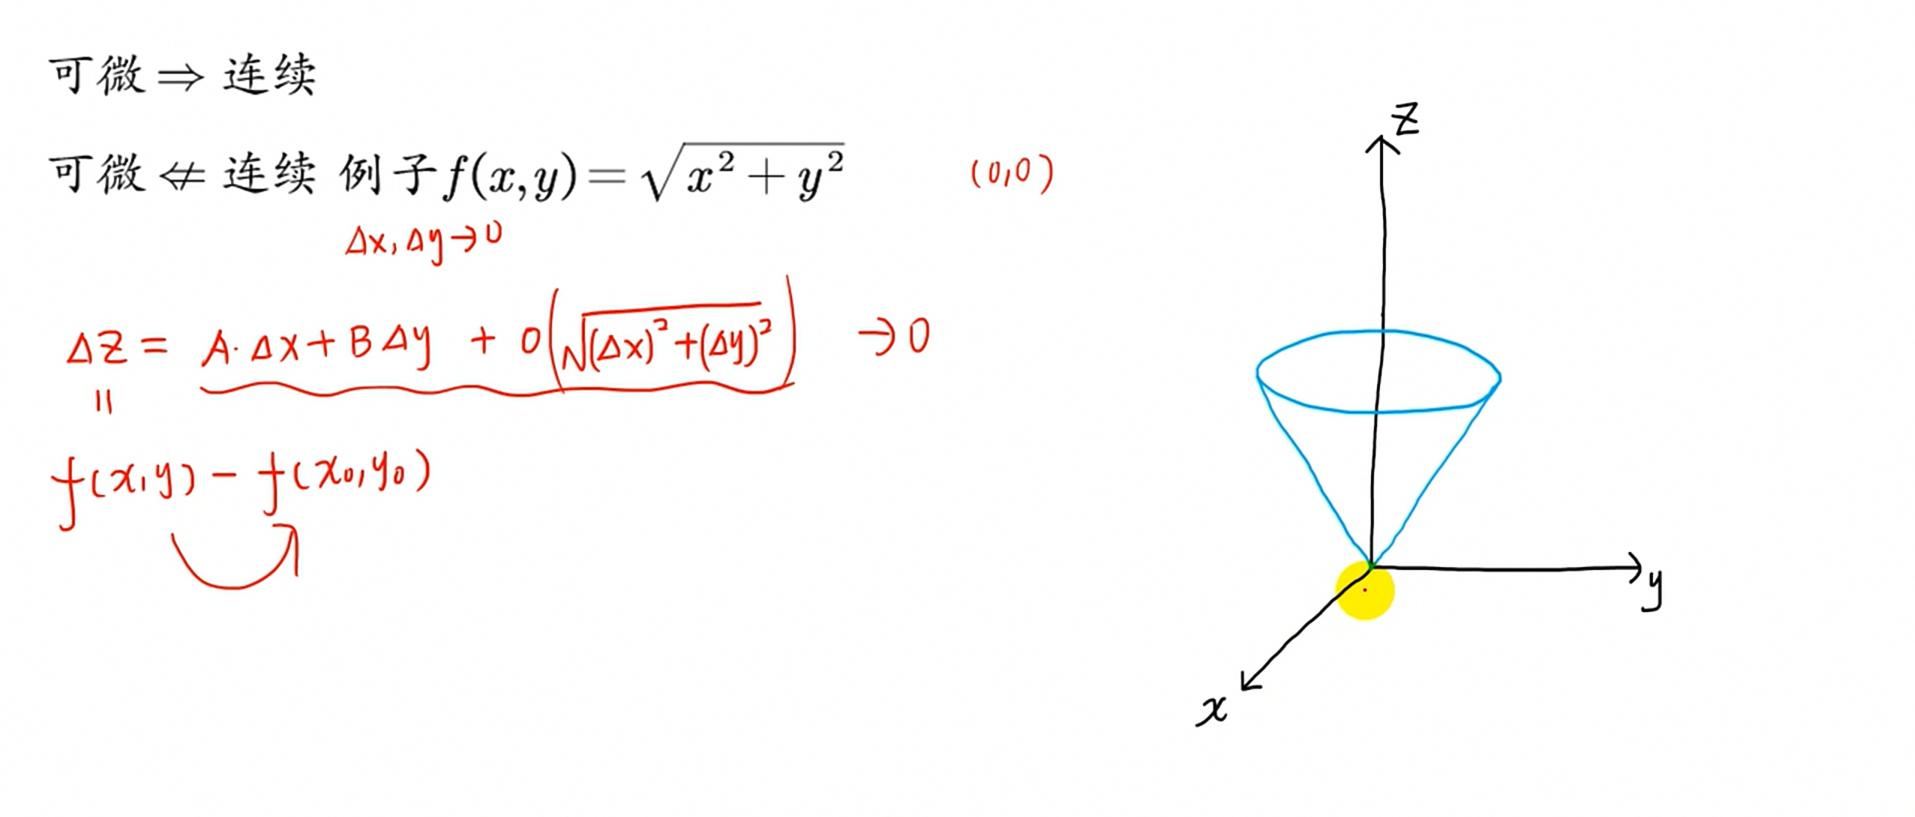 可微⇒连续
可微⇍连续 例子f(x,y)=√(x²+y²) (0,0)
Δx,Δy→0
Δz = A·Δx+BΔy + o(√((Δx)²+(Δy)²)) →0
=
f(x,y)-f(x₀,y₀)
z
y
x